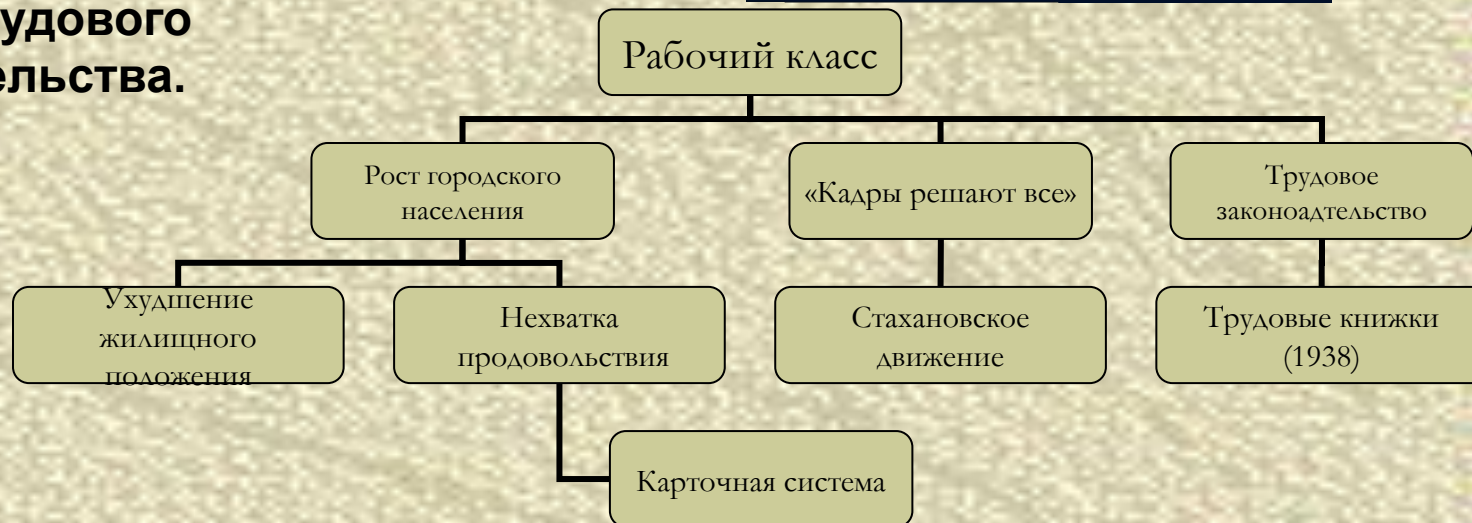 ельства.
Рабочий класс
Рост городского
населения
«Кадры решают все»
Трудовое
законоадтельство
Ухудшение
жилищного
положения
Нехватка
продовольствия
Стахановское
движение
Трудовые книжки
(1938)
Карточная система